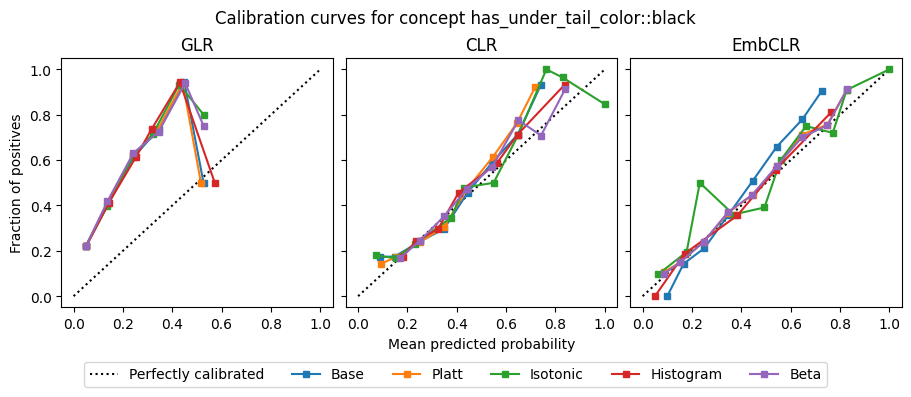 Calibration curves for concept has_under_tail_color::black
GLR
CLR
EmbCLR
Fraction of positives
1.0
0.8
0.6
0.4
0.2
0.0
0.0 0.2 0.4 0.6 0.8 1.0
0.0 0.2 0.4 0.6 0.8 1.0
0.0 0.2 0.4 0.6 0.8 1.0
Mean predicted probability
Perfectly calibrated Base Platt Isotonic Histogram Beta